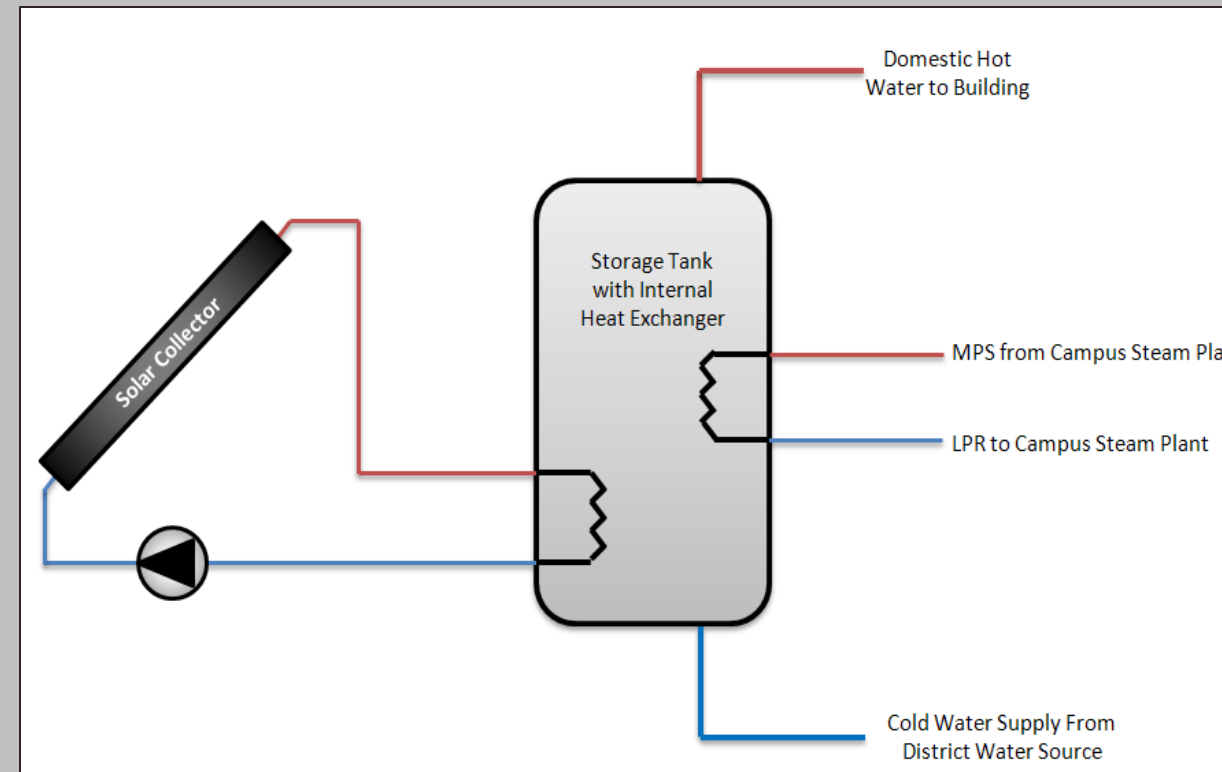 Domestic Hot
Water to Building
Solar Collector
Storage Tank
with Internal
Heat Exchanger
MPS from Campus Steam Pla
LPR to Campus Steam Plant
Cold Water Supply From
District Water Source